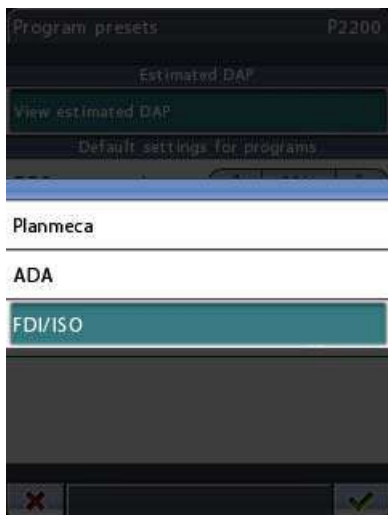 Program presets P2200
Estimated DAP
View estimated DAP
Default settings for programs
Planmeca
ADA
FDI/ISO